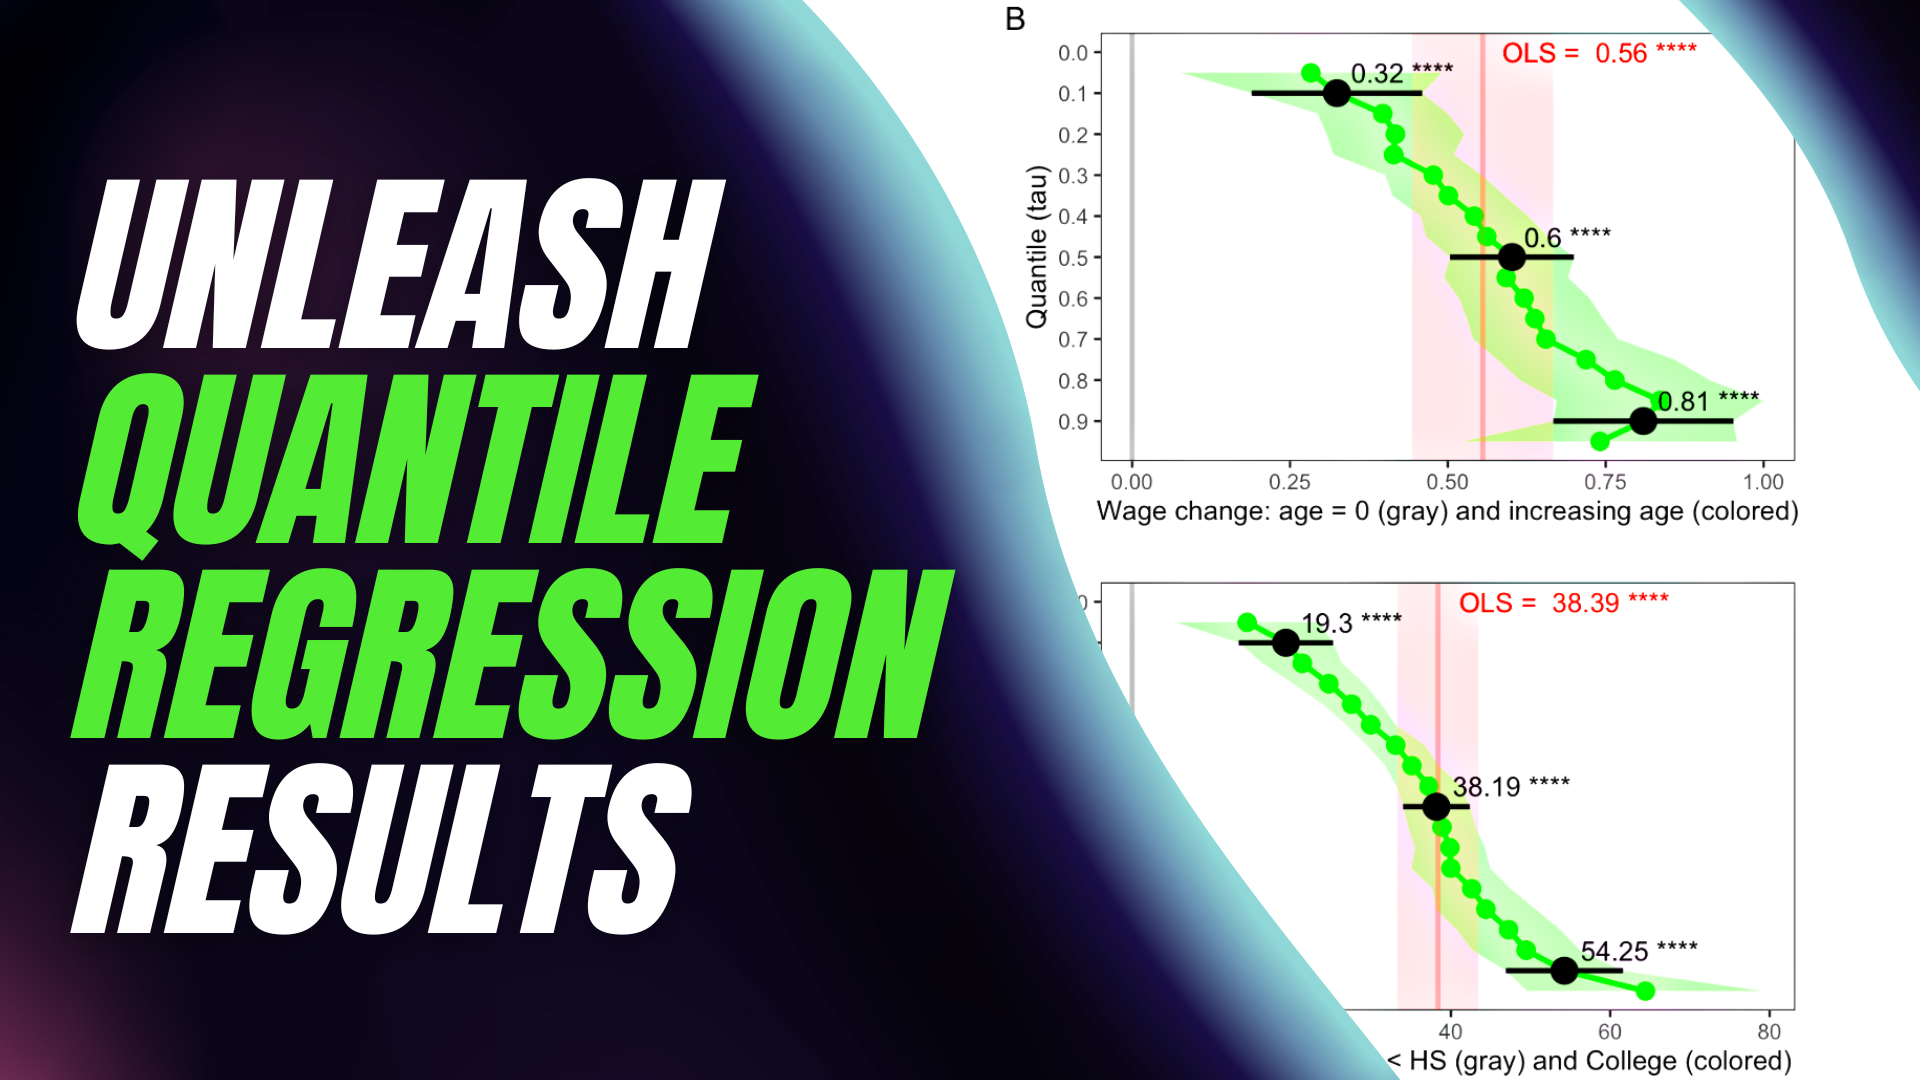 UNLEASH
QUANTILE
REGRESSION
RESULTS
B
OLS = 0.56 ****
0.32 ****
0.6 ****
0.81 ****
Quantile (tau)
0.0
0.1
0.2
0.3
0.4
0.5
0.6
0.7
0.8
0.9
0.00 0.25 0.50 0.75 1.00
Wage change: age = 0 (gray) and increasing age (colored)
OLS = 38.39 ****
19.3 ****
38.19 ****
54.25 ****
40 60 80
< HS (gray) and College (colored)